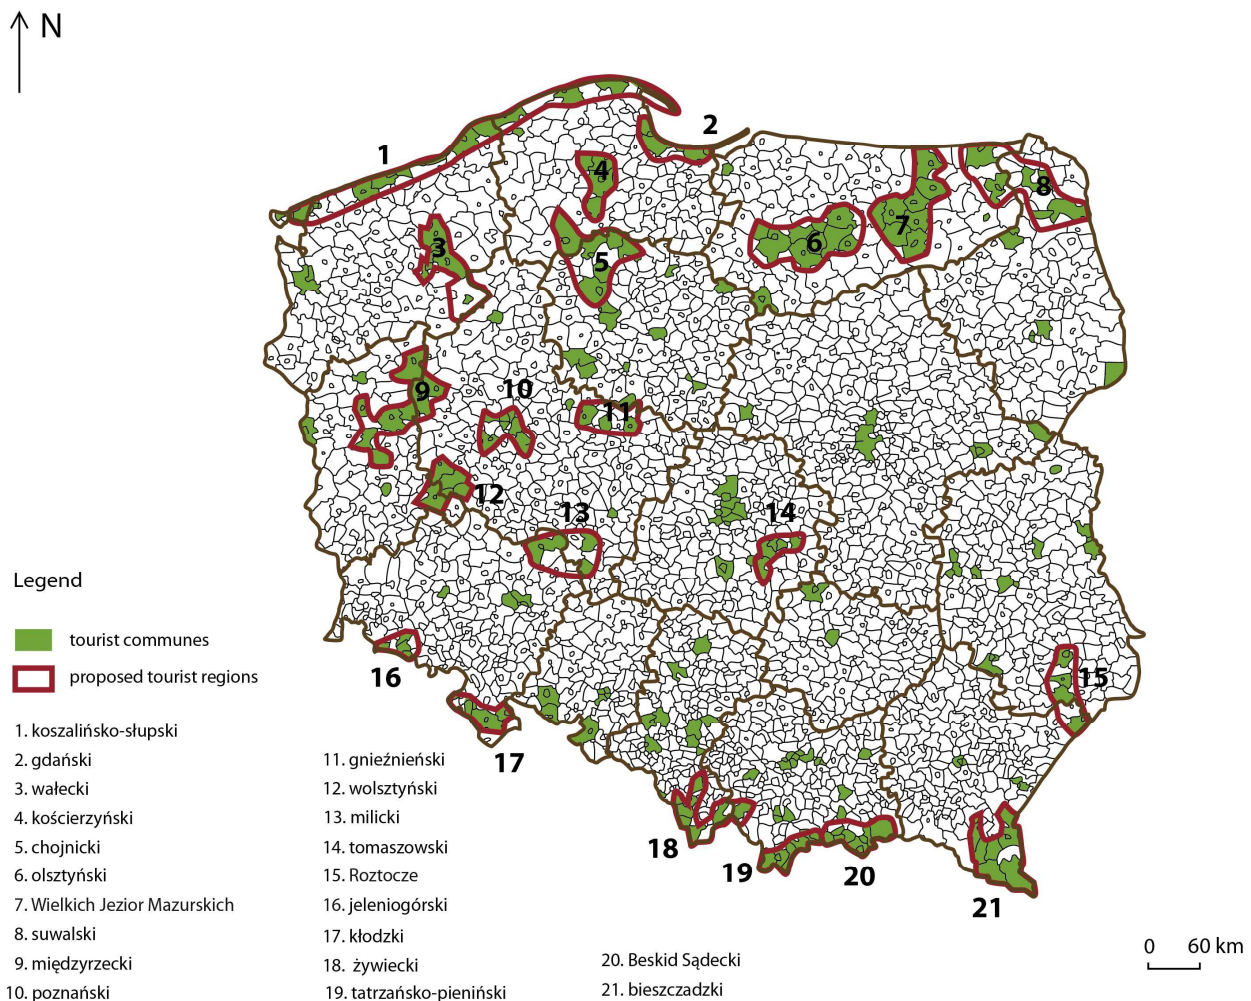 N
1
2
3
4
5
6
7
8
9
10
11
12
13
14
15
16
17
18
19
20
21
Legend
tourist communes
proposed tourist regions
1. koszalińsko-słupski
2. gdański
3. wałecki
4. kościerzyński
5. chojnicki
6. olsztyński
7. Wielkich Jezior Mazurskich
8. suwalski
9. międzyrzecki
10. poznański
11. gnieźnieński
12. wolsztyński
13. milicki
14. tomaszowski
15. Roztocze
16. jeleniogórski
17. kłodzki
18. żywiecki
19. tatrzańsko-pieniński
20. Beskid Sądecki
21. bieszczadzki
0 60 km